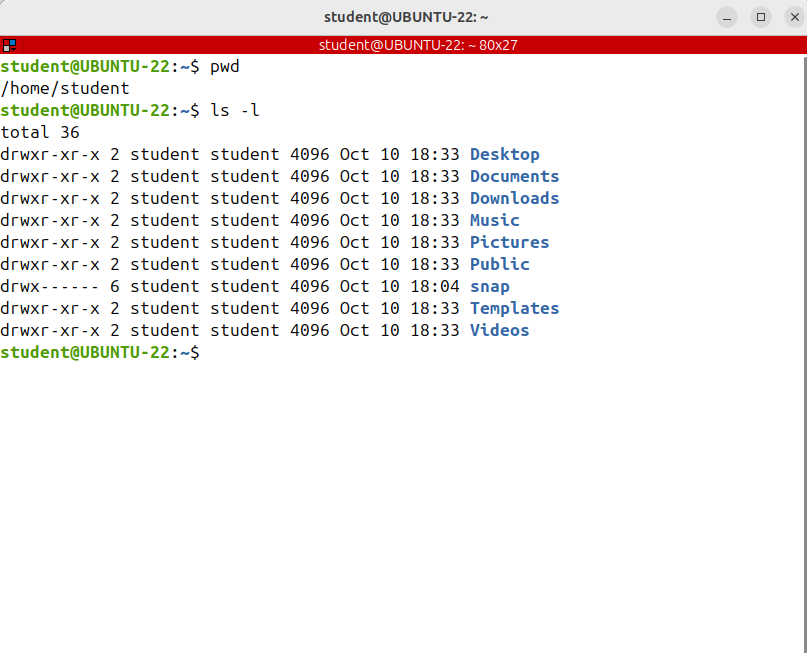 student@UBUNTU-22: ~
student@UBUNTU-22: ~ 80x27
student@UBUNTU-22:~$ pwd
/home/student
student@UBUNTU-22:~$ ls -l
total 36
drwxr-xr-x 2 student student 4096 Oct 10 18:33 Desktop
drwxr-xr-x 2 student student 4096 Oct 10 18:33 Documents
drwxr-xr-x 2 student student 4096 Oct 10 18:33 Downloads
drwxr-xr-x 2 student student 4096 Oct 10 18:33 Music
drwxr-xr-x 2 student student 4096 Oct 10 18:33 Pictures
drwxr-xr-x 2 student student 4096 Oct 10 18:33 Public
drwx------ 6 student student 4096 Oct 10 18:04 snap
drwxr-xr-x 2 student student 4096 Oct 10 18:33 Templates
drwxr-xr-x 2 student student 4096 Oct 10 18:33 Videos
student@UBUNTU-22:~$